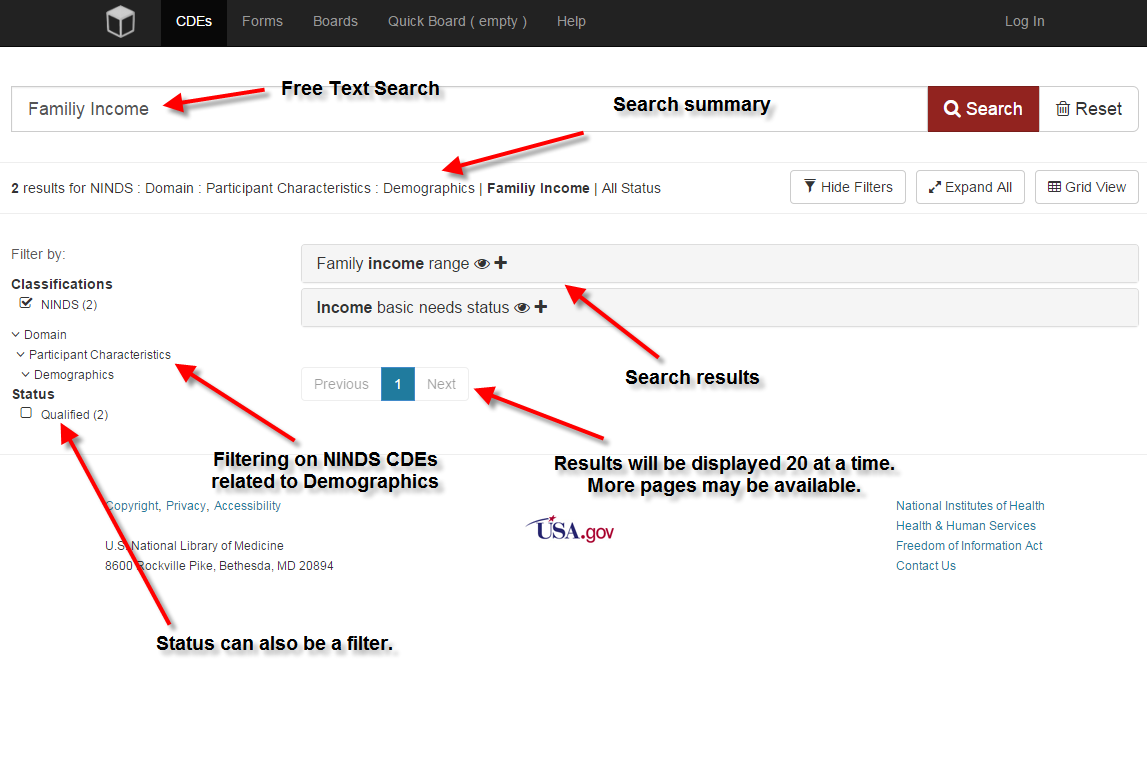 CDEs Forms Boards Quick Board ( empty ) Help Log In
Free Text Search
Search summary
Familiy Income
Search Reset
2 results for NINDS : Domain : Participant Characteristics : Demographics | Familiy Income | All Status
Hide Filters Expand All Grid View
Filter by:
Classifications
NINDS (2)
Domain
Participant Characteristics
Demographics
Status
Qualified (2)
Family income range
Income basic needs status
Search results
Previous 1 Next
Filtering on NINDS CDEs
related to Demographics
Results will be displayed 20 at a time.
More pages may be available.
Copyright, Privacy, Accessibility
U.S. National Library of Medicine
8600 Rockville Pike, Bethesda, MD 20894
USA.gov
National Institutes of Health
Health & Human Services
Freedom of Information Act
Contact Us
Status can also be a filter.